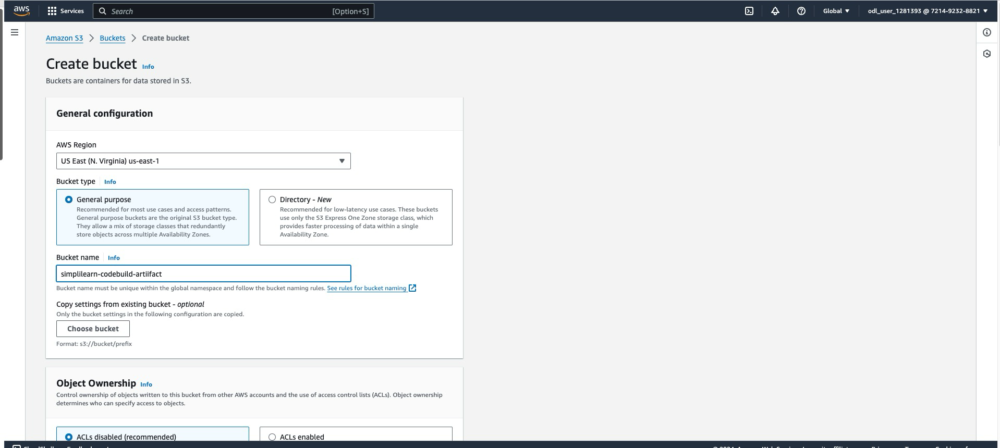 aws Services Search [Option+S] Global odl_user_1281393 @ 7214-9232-8821
Amazon S3 Buckets Create bucket
Create bucket Info
Buckets are containers for data stored in S3.
General configuration
AWS Region
US East (N. Virginia) us-east-1
Bucket type Info
General purpose
Recommended for most use cases and access patterns.
General purpose buckets are the original S3 bucket type.
They allow a mix of storage classes that redundantly
store objects across multiple Availability Zones.
Directory - New
Recommended for low-latency use cases. These buckets
use only the S3 Express One Zone storage class, which
provides faster processing of data within a single
Availability Zone.
Bucket name Info
simplilearn-codebuild-artiifact
Bucket name must be unique within the global namespace and follow the bucket naming rules. See rules for bucket naming
Copy settings from existing bucket - optional
Only the bucket settings in the following configuration are copied.
Choose bucket
Format: s3://bucket/prefix
Object Ownership Info
Control ownership of objects written to this bucket from other AWS accounts and the use of access control lists (ACLs). Object ownership
determines who can specify access to objects.
ACLs disabled (recommended)
ACLs enabled